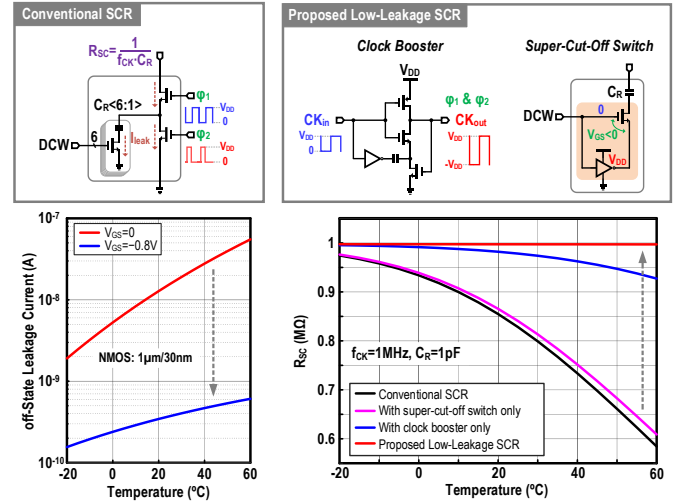 Conventional SCR
R_SC= 1/(f_CK·C_R)
C_R<6:1>
φ1
V_DD
0
φ2
V_DD
0
DCW
6
I_leak
Proposed Low-Leakage SCR
Clock Booster
Super-Cut-Off Switch
V_DD
φ1 & φ2
CK_in
CK_out
V_DD
0
V_DD
-V_DD
C_R
DCW
0
V_GS<0
V_DD
10^-7
10^-8
10^-9
10^-10
off-State Leakage Current (A)
V_GS=0
V_GS=−0.8V
NMOS: 1μm/30nm
-20 0 20 40 60
Temperature (ºC)
1
0.9
0.8
0.7
0.6
R_SC (MΩ)
f_CK=1MHz, C_R=1pF
Conventional SCR
With super-cut-off switch only
With clock booster only
Proposed Low-Leakage SCR
-20 0 20 40 60
Temperature (ºC)